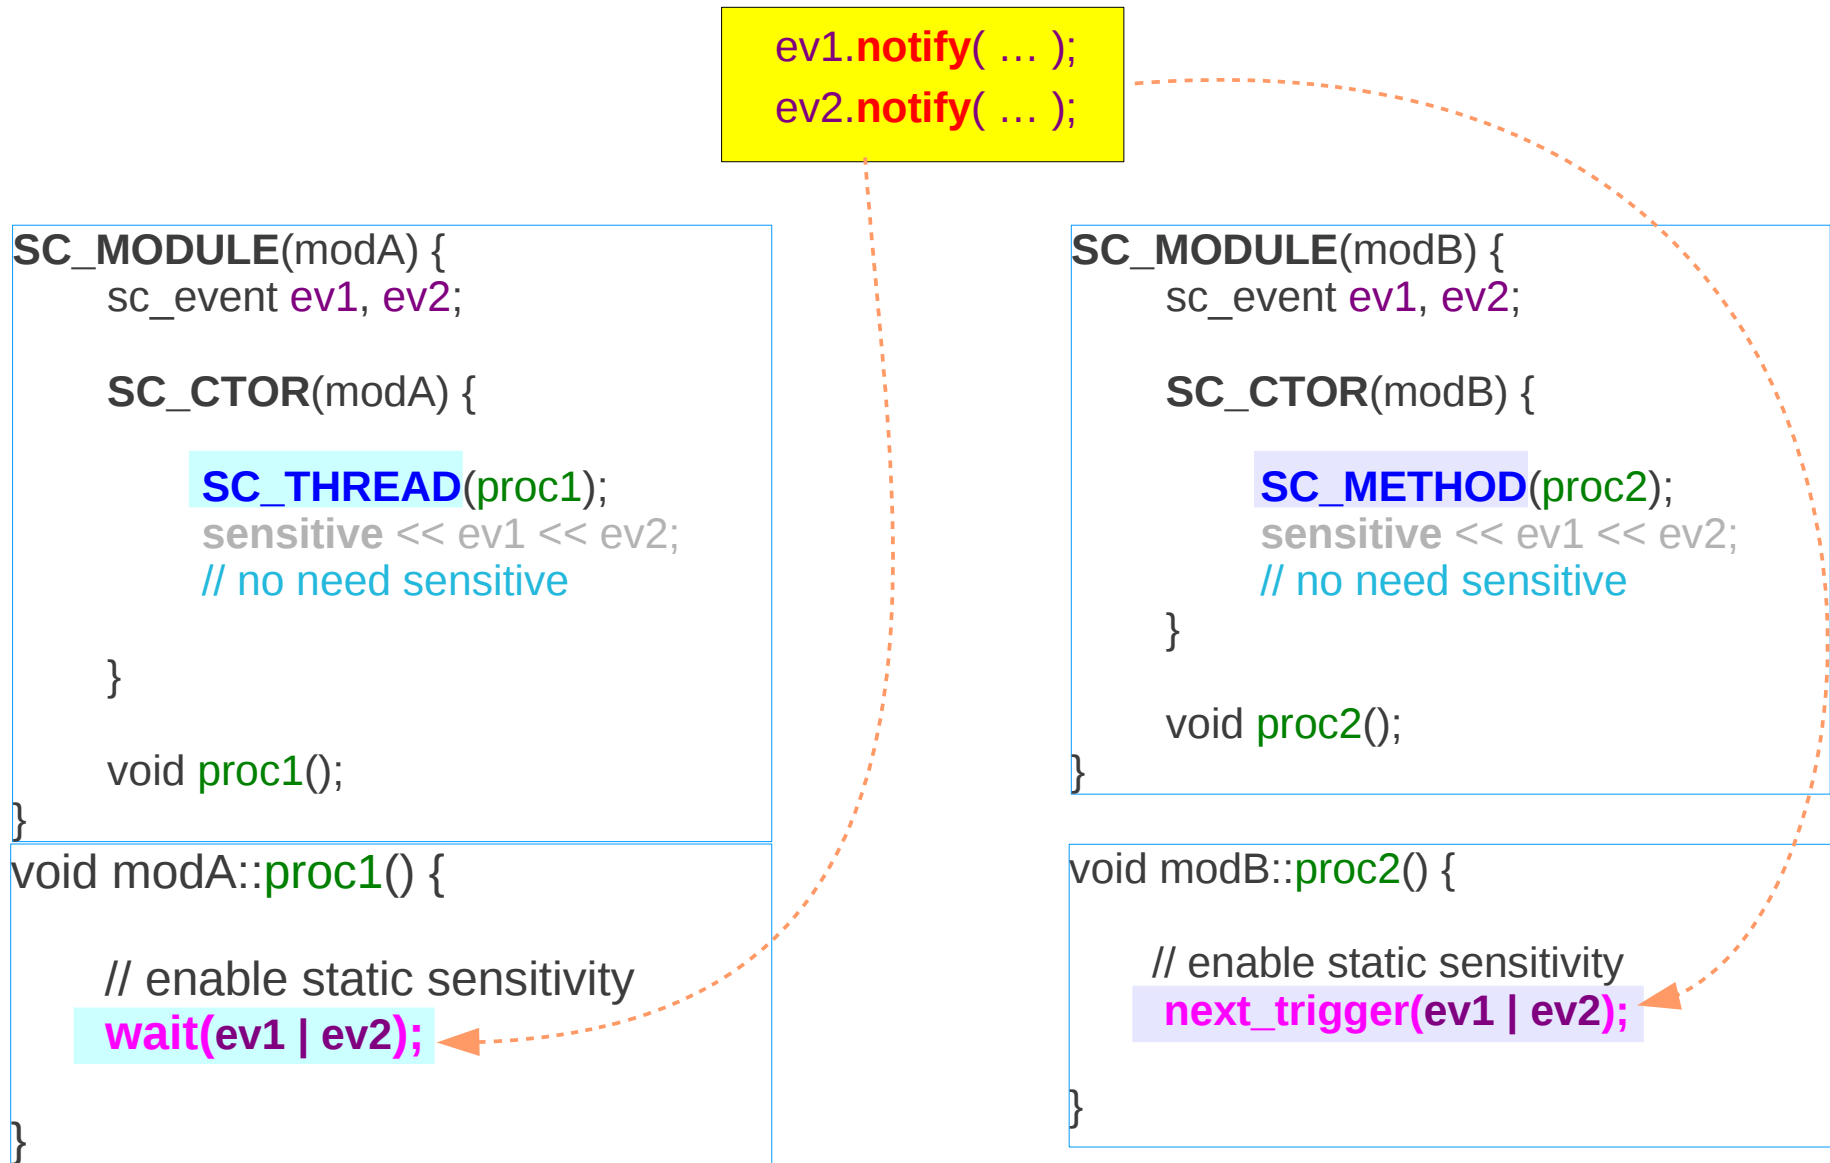 ev1.notify( … );
ev2.notify( … );
SC_MODULE(modA) {
sc_event ev1, ev2;
SC_CTOR(modA) {
SC_THREAD(proc1);
sensitive << ev1 << ev2;
// no need sensitive
}
void proc1();
}
void modA::proc1() {
// enable static sensitivity
wait(ev1 | ev2);
}
SC_MODULE(modB) {
sc_event ev1, ev2;
SC_CTOR(modB) {
SC_METHOD(proc2);
sensitive << ev1 << ev2;
// no need sensitive
}
void proc2();
}
void modB::proc2() {
// enable static sensitivity
next_trigger(ev1 | ev2);
}